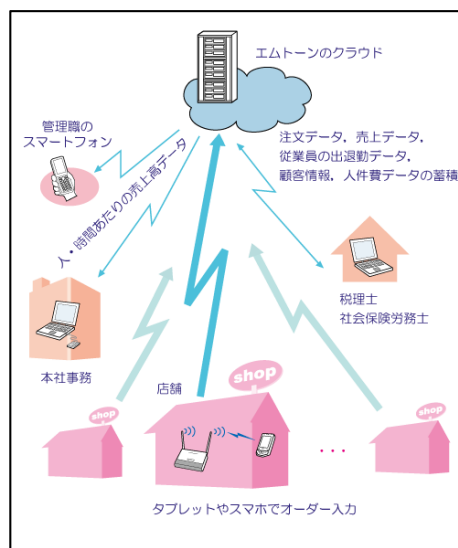 エムトーンのクラウド
管理職の
スマートフォン
注文データ，売上データ，
従業員の出退勤データ，
顧客情報，人件費データの蓄積
人・時間あたりの売上高データ
税理士
社会保険労務士
本社事務
店舗
shop
shop
shop
・・・
タブレットやスマホでオーダー入力